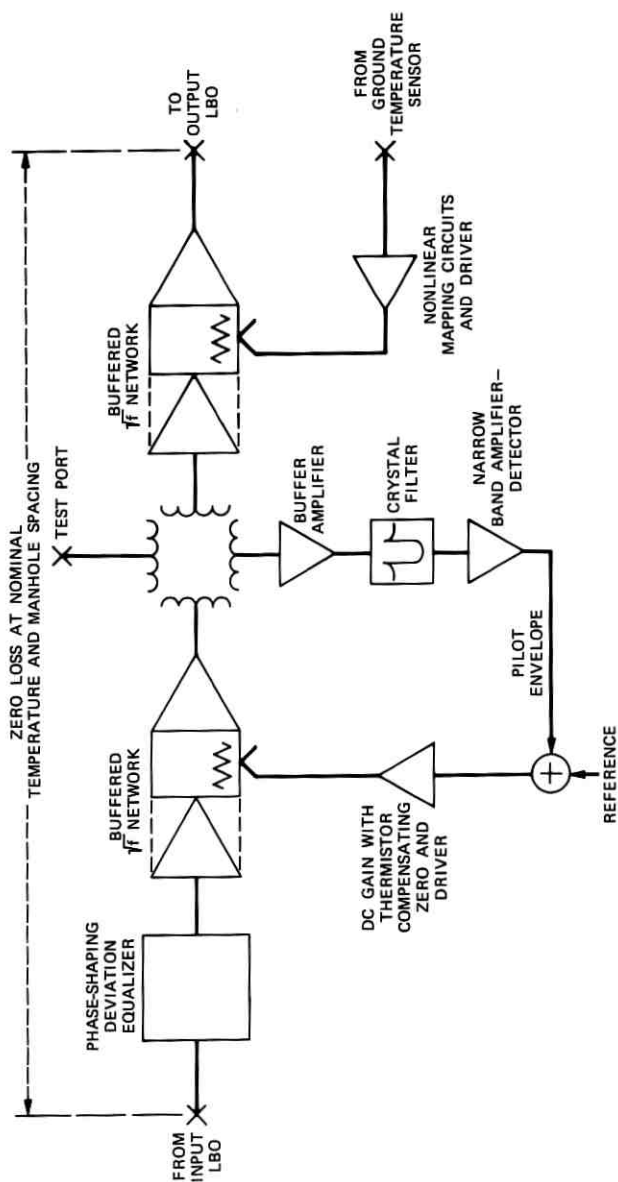 ZERO LOSS AT NOMINAL
TEMPERATURE AND MANHOLE SPACING
TEST PORT
FROM
INPUT
LBO
PHASE-SHAPING
DEVIATION
EQUALIZER
BUFFERED
√f NETWORK
BUFFERED
√f NETWORK
TO
OUTPUT
LBO
BUFFER
AMPLIFIER
CRYSTAL
FILTER
NARROW
BAND AMPLIFIER–
DETECTOR
PILOT
ENVELOPE
+
REFERENCE
DC GAIN WITH
THERMISTOR
COMPENSATING
ZERO AND
DRIVER
NONLINEAR
MAPPING CIRCUITS
AND DRIVER
FROM
GROUND
TEMPERATURE
SENSOR